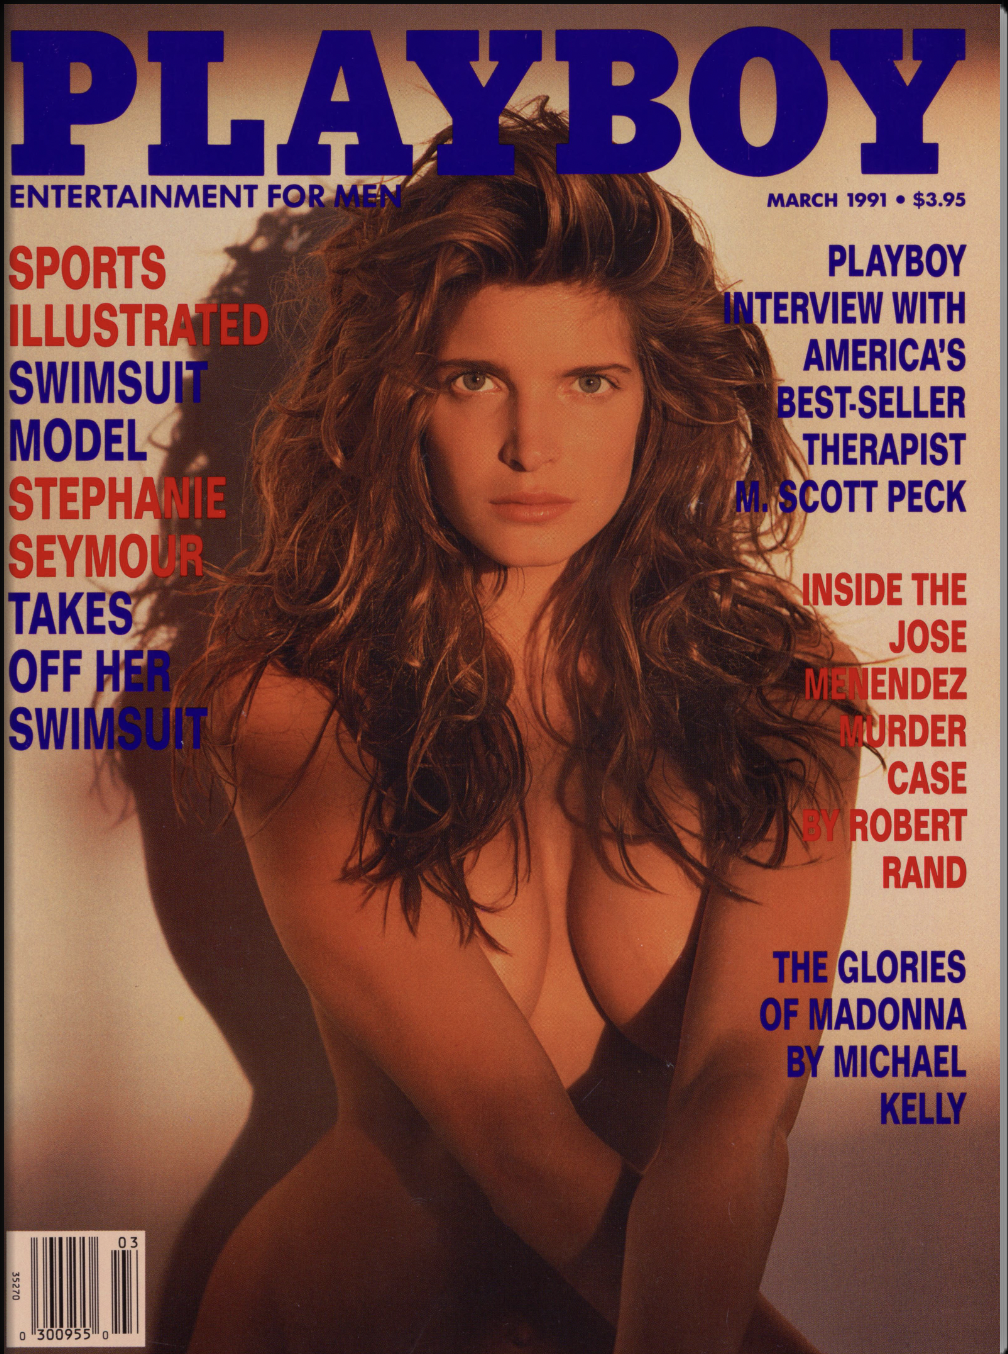 PLAYBOY
ENTERTAINMENT FOR MEN
MARCH 1991 • $3.95
SPORTS
ILLUSTRATED
SWIMSUIT
MODEL
STEPHANIE
SEYMOUR
TAKES
OFF HER
SWIMSUIT
PLAYBOY
INTERVIEW WITH
AMERICA'S
BEST-SELLER
THERAPIST
M. SCOTT PECK
INSIDE THE
JOSE
MENENDEZ
MURDER
CASE
BY ROBERT
RAND
THE GLORIES
OF MADONNA
BY MICHAEL
KELLY
03
35270
0 300955 0